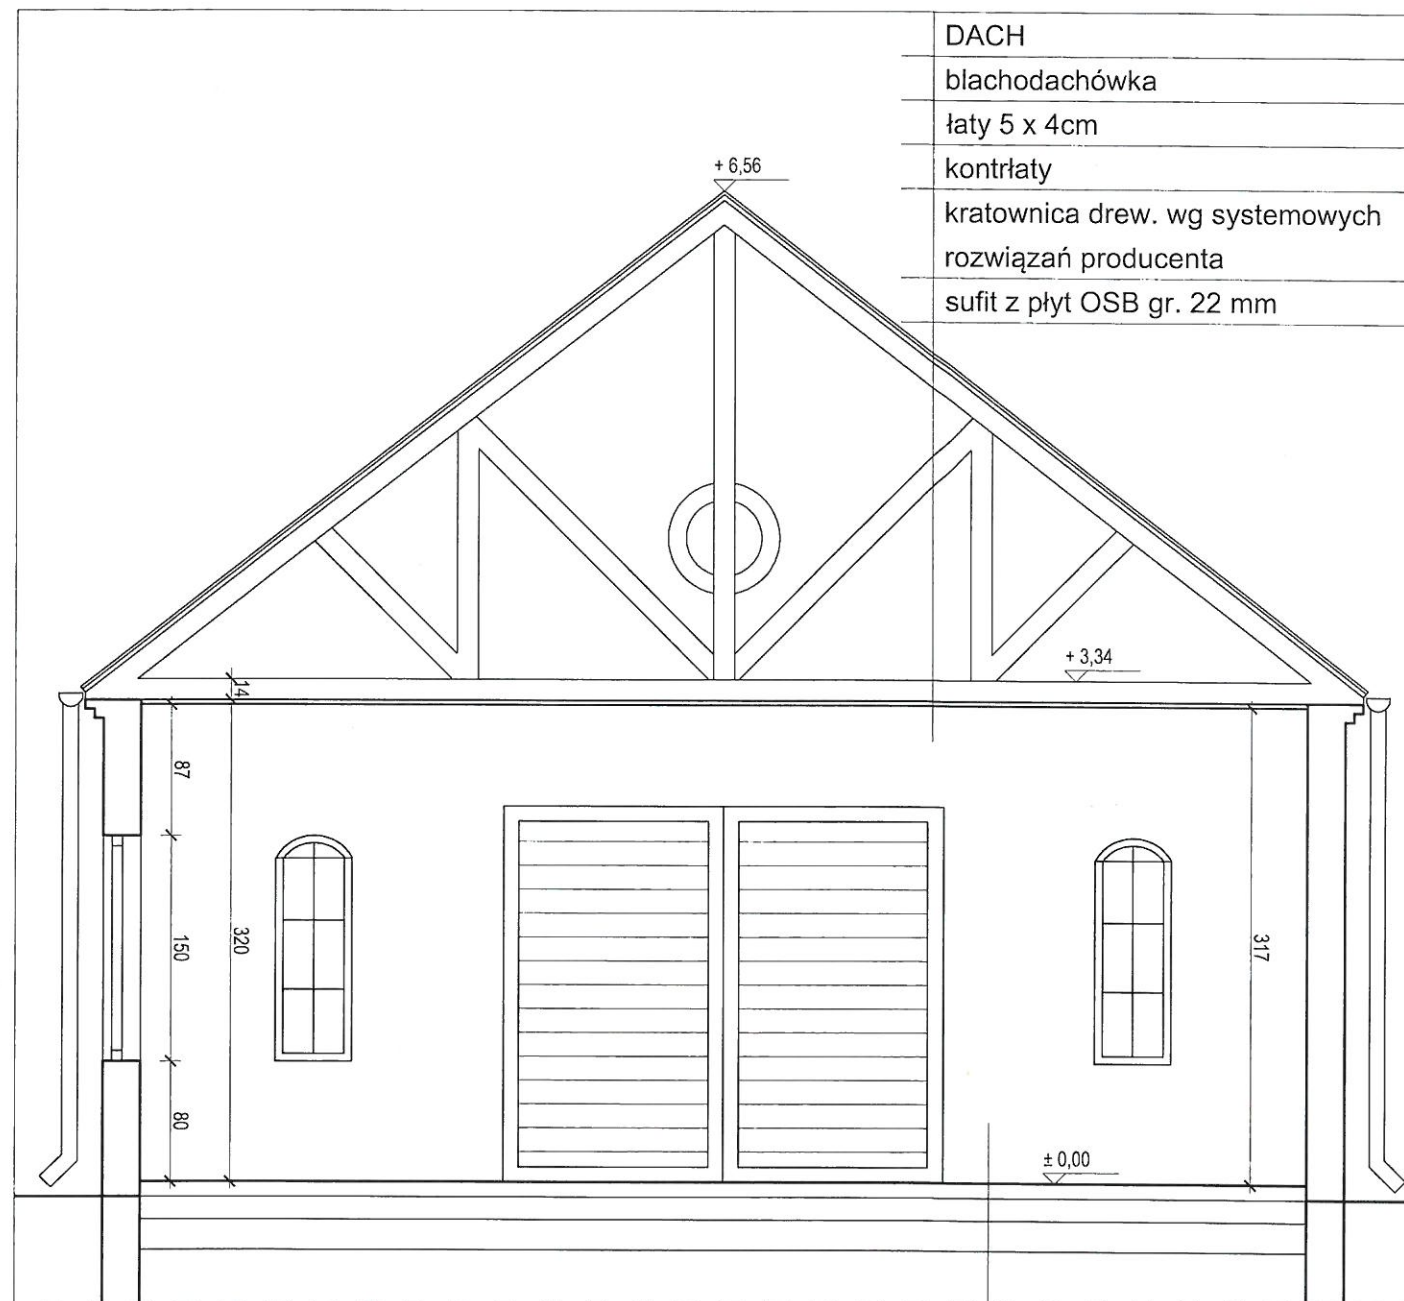 DACH
blachodachówka
łaty 5 x 4cm
kontrłaty
kratownica drew. wg systemowych
rozwiązań producenta
sufit z płyt OSB gr. 22 mm
+ 6,56
+ 3,34
14
87
150
320
317
80
± 0,00